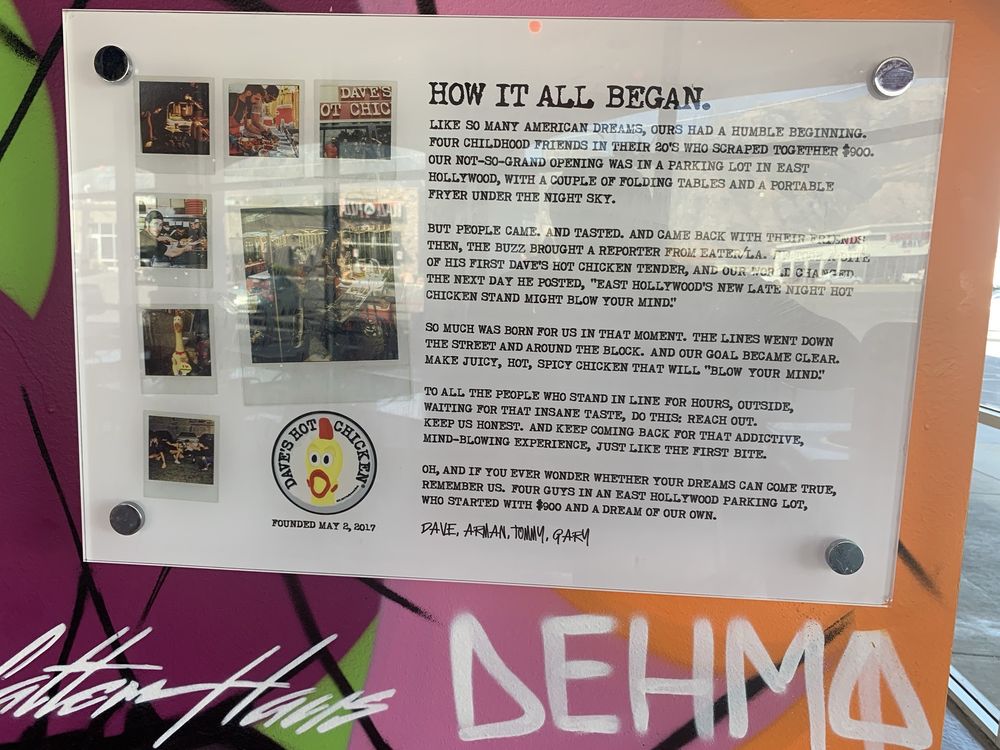 DAVE'S
OT CHIC
HOW IT ALL BEGAN.
LIKE SO MANY AMERICAN DREAMS, OURS HAD A HUMBLE BEGINNING.
FOUR CHILDHOOD FRIENDS IN THEIR 20'S WHO SCRAPED TOGETHER $900.
OUR NOT-SO-GRAND OPENING WAS IN A PARKING LOT IN EAST
HOLLYWOOD, WITH A COUPLE OF FOLDING TABLES AND A PORTABLE
FRYER UNDER THE NIGHT SKY.
BUT PEOPLE CAME. AND TASTED. AND CAME BACK WITH THEIR FRIENDS.
THEN, THE BUZZ BROUGHT A REPORTER FROM EATER/LA. BITE
OF HIS FIRST DAVE'S HOT CHICKEN TENDER, AND OUR WORLD CHANGED.
THE NEXT DAY HE POSTED, "EAST HOLLYWOOD'S NEW LATE NIGHT HOT
CHICKEN STAND MIGHT BLOW YOUR MIND."
SO MUCH WAS BORN FOR US IN THAT MOMENT. THE LINES WENT DOWN
THE STREET AND AROUND THE BLOCK. AND OUR GOAL BECAME CLEAR.
MAKE JUICY, HOT, SPICY CHICKEN THAT WILL "BLOW YOUR MIND."
TO ALL THE PEOPLE WHO STAND IN LINE FOR HOURS, OUTSIDE,
WAITING FOR THAT INSANE TASTE, DO THIS: REACH OUT.
KEEP US HONEST. AND KEEP COMING BACK FOR THAT ADDICTIVE,
MIND-BLOWING EXPERIENCE, JUST LIKE THE FIRST BITE.
OH, AND IF YOU EVER WONDER WHETHER YOUR DREAMS CAN COME TRUE,
REMEMBER US. FOUR GUYS IN AN EAST HOLLYWOOD PARKING LOT,
WHO STARTED WITH $900 AND A DREAM OF OUR OWN.
DAVE, ARMAN, TOMMY, GARY
DAVE'S HOT CHICKEN
FOUNDED MAY 2, 2017
DEHMO